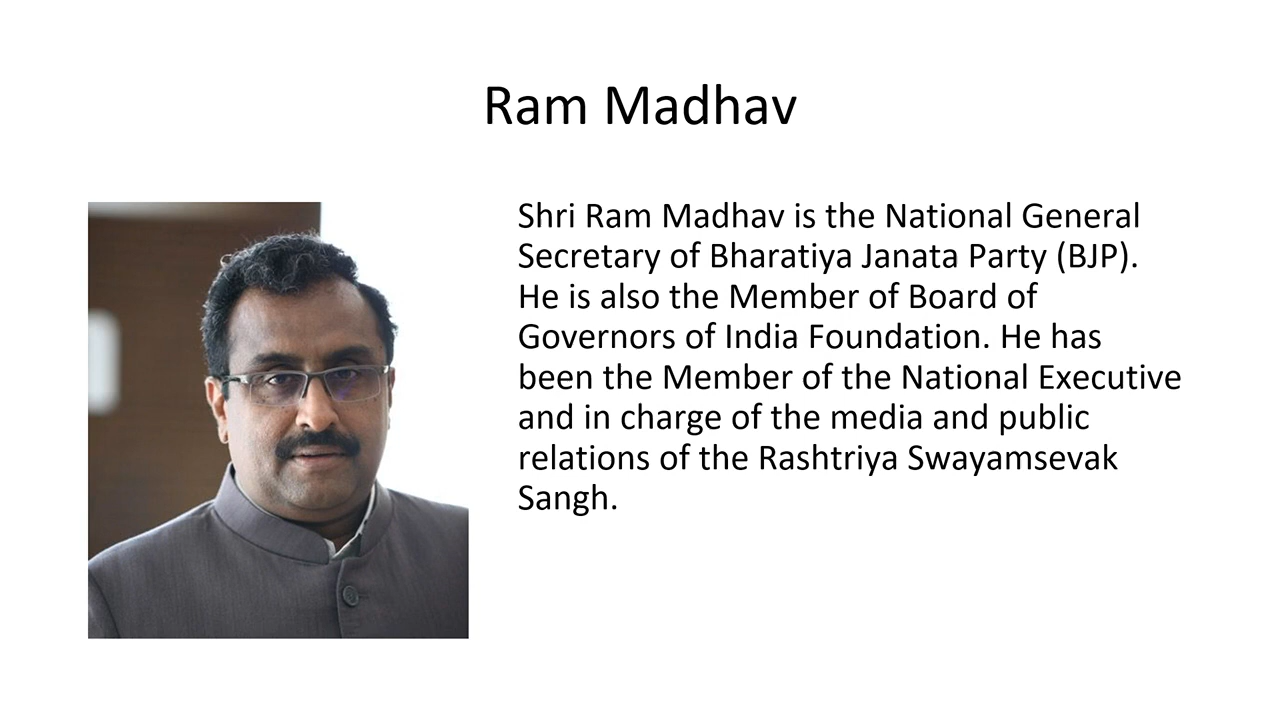 Ram Madhav
Shri Ram Madhav is the National General
Secretary of Bharatiya Janata Party (BJP).
He is also the Member of Board of
Governors of India Foundation. He has
been the Member of the National Executive
and in charge of the media and public
relations of the Rashtriya Swayamsevak
Sangh.